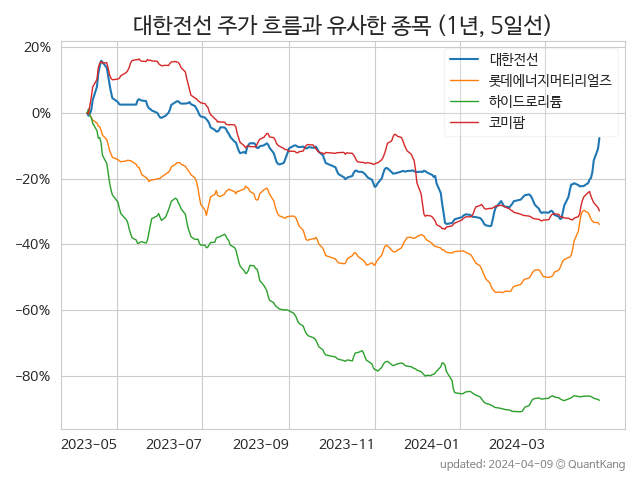 대한전선 주가 흐름과 유사한 종목 (1년, 5일선)
대한전선
롯데에너지머티리얼즈
하이드로리튬
코미팜
20%
0%
−20%
−40%
−60%
−80%
2023-05 2023-07 2023-09 2023-11 2024-01 2024-03
updated: 2024-04-09 © QuantKang